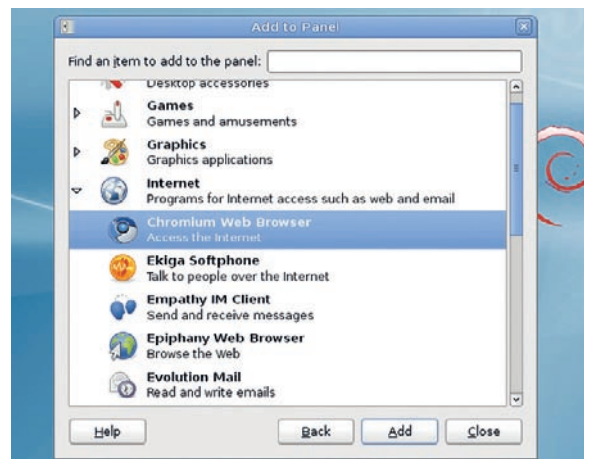 Add to Panel
Find an item to add to the panel:
Desktop accessories
Games
Games and amusements
Graphics
Graphics applications
Internet
Programs for Internet access such as web and email
Chromium Web Browser
Access the Internet
Ekiga Softphone
Talk to people over the Internet
Empathy IM Client
Send and receive messages
Epiphany Web Browser
Browse the Web
Evolution Mail
Read and write emails
Help Back Add Close